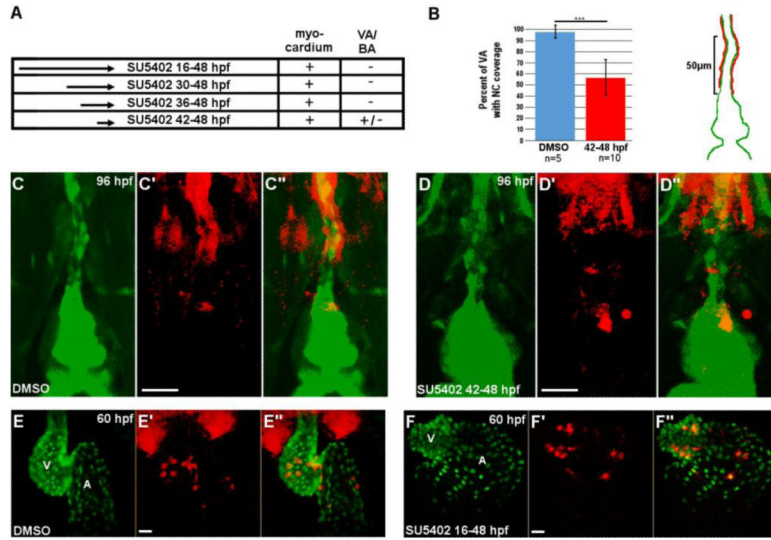 A
myo-
cardium
VA/
BA
SU5402 16-48 hpf + -
SU5402 30-48 hpf + -
SU5402 36-48 hpf + -
SU5402 42-48 hpf + +/-
B
***
Percent of VA
with NC coverage
100
90
80
70
60
50
40
30
20
10
0
DMSO
n=5
42-48 hpf
n=10
50µm
C 96 hpf C' C''
DMSO
D 96 hpf D' D''
SU5402 42-48 hpf
E 60 hpf E' E''
V
A
DMSO
F 60 hpf F' F''
V
A
SU5402 16-48 hpf